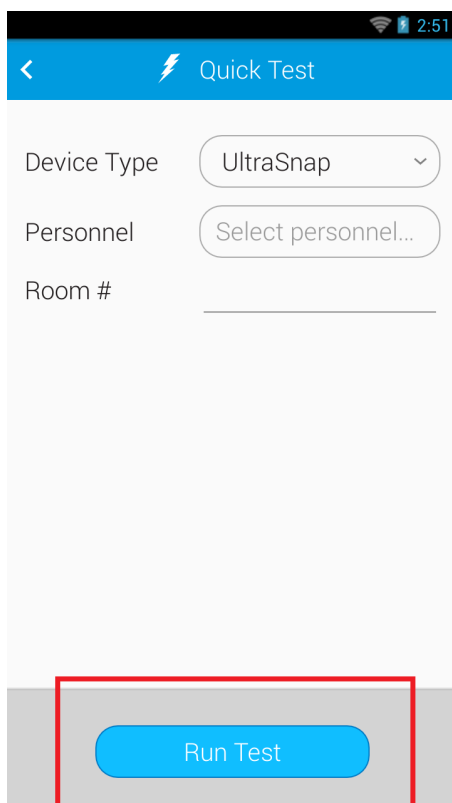 2:51
Quick Test
Device Type UltraSnap
Personnel Select personnel...
Room #
Run Test